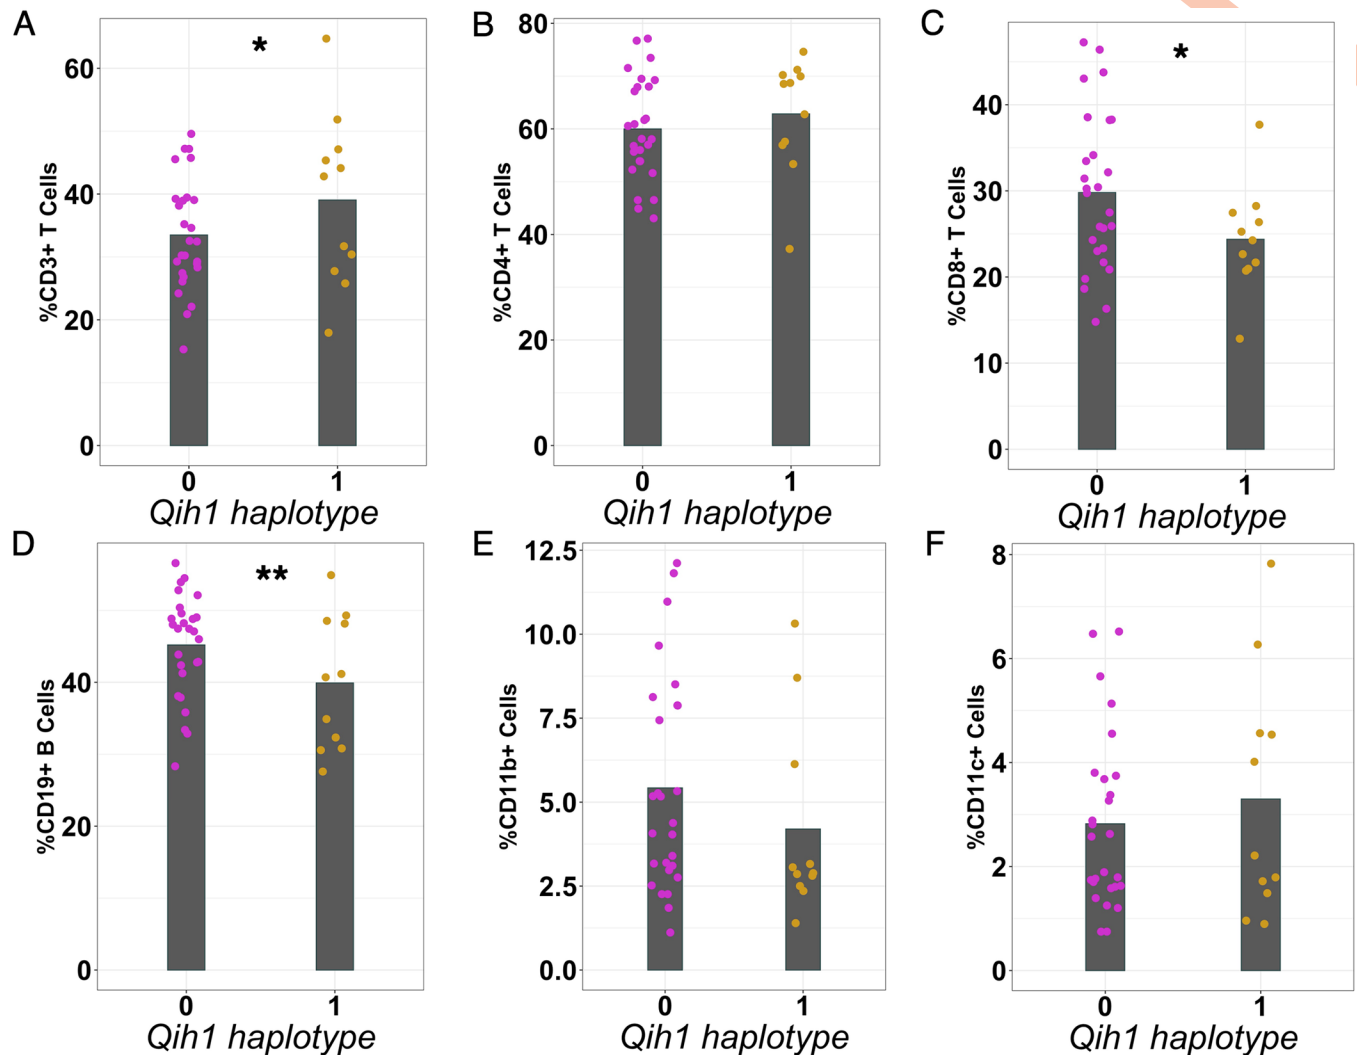 A
*
60
40
20
0
%CD3+ T Cells
0 1
Qih1 haplotype
B
80
60
40
20
0
%CD4+ T Cells
0 1
Qih1 haplotype
C
*
40
30
20
10
0
%CD8+ T Cells
0 1
Qih1 haplotype
D
**
40
20
0
%CD19+ B Cells
0 1
Qih1 haplotype
E
12.5
10.0
7.5
5.0
2.5
0.0
%CD11b+ Cells
0 1
Qih1 haplotype
F
8
6
4
2
0
%CD11c+ Cells
0 1
Qih1 haplotype